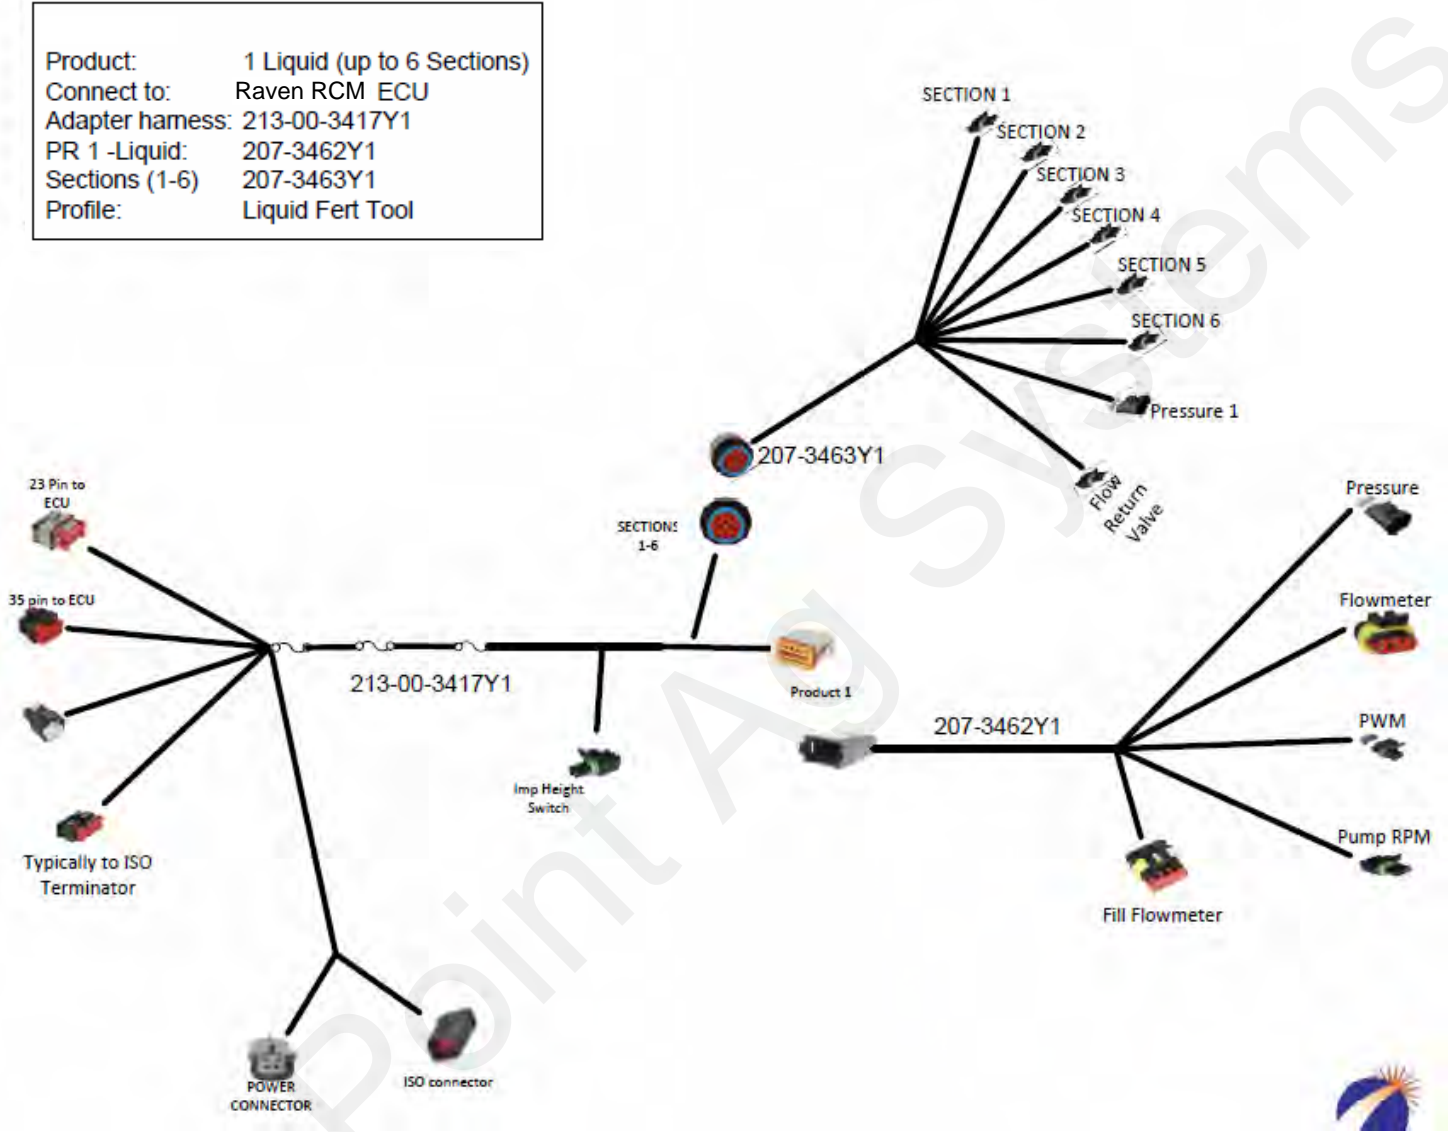 Product: 1 Liquid (up to 6 Sections)
Connect to: Raven RCM ECU
Adapter harness: 213-00-3417Y1
PR 1 -Liquid: 207-3462Y1
Sections (1-6) 207-3463Y1
Profile: Liquid Fert Tool
SECTION 1
SECTION 2
SECTION 3
SECTION 4
SECTION 5
SECTION 6
Pressure 1
Flow
Return
Valve
207-3463Y1
SECTIONS
1-6
23 Pin to
ECU
35 pin to ECU
213-00-3417Y1
Typically to ISO
Terminator
Imp Height
Switch
Product 1
207-3462Y1
Pressure
Flowmeter
PWM
Pump RPM
Fill Flowmeter
POWER
CONNECTOR
ISO connector
Point Ag Systems